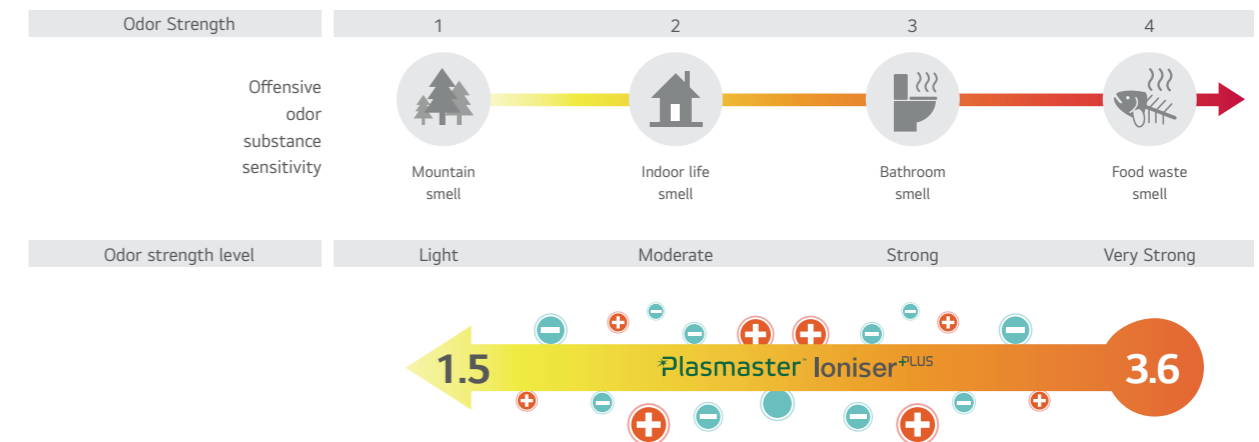 Odor Strength 1 2 3 4
Offensive
odor
substance
sensitivity
Mountain
smell
Indoor life
smell
Bathroom
smell
Food waste
smell
Odor strength level Light Moderate Strong Very Strong
1.5 Plasmaster™ Ioniser+PLUS 3.6